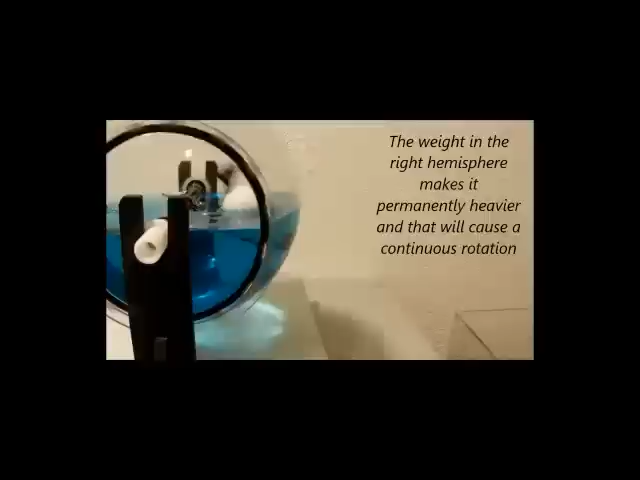 The weight in the
right hemisphere
makes it
permanently heavier
and that will cause a
continuous rotation